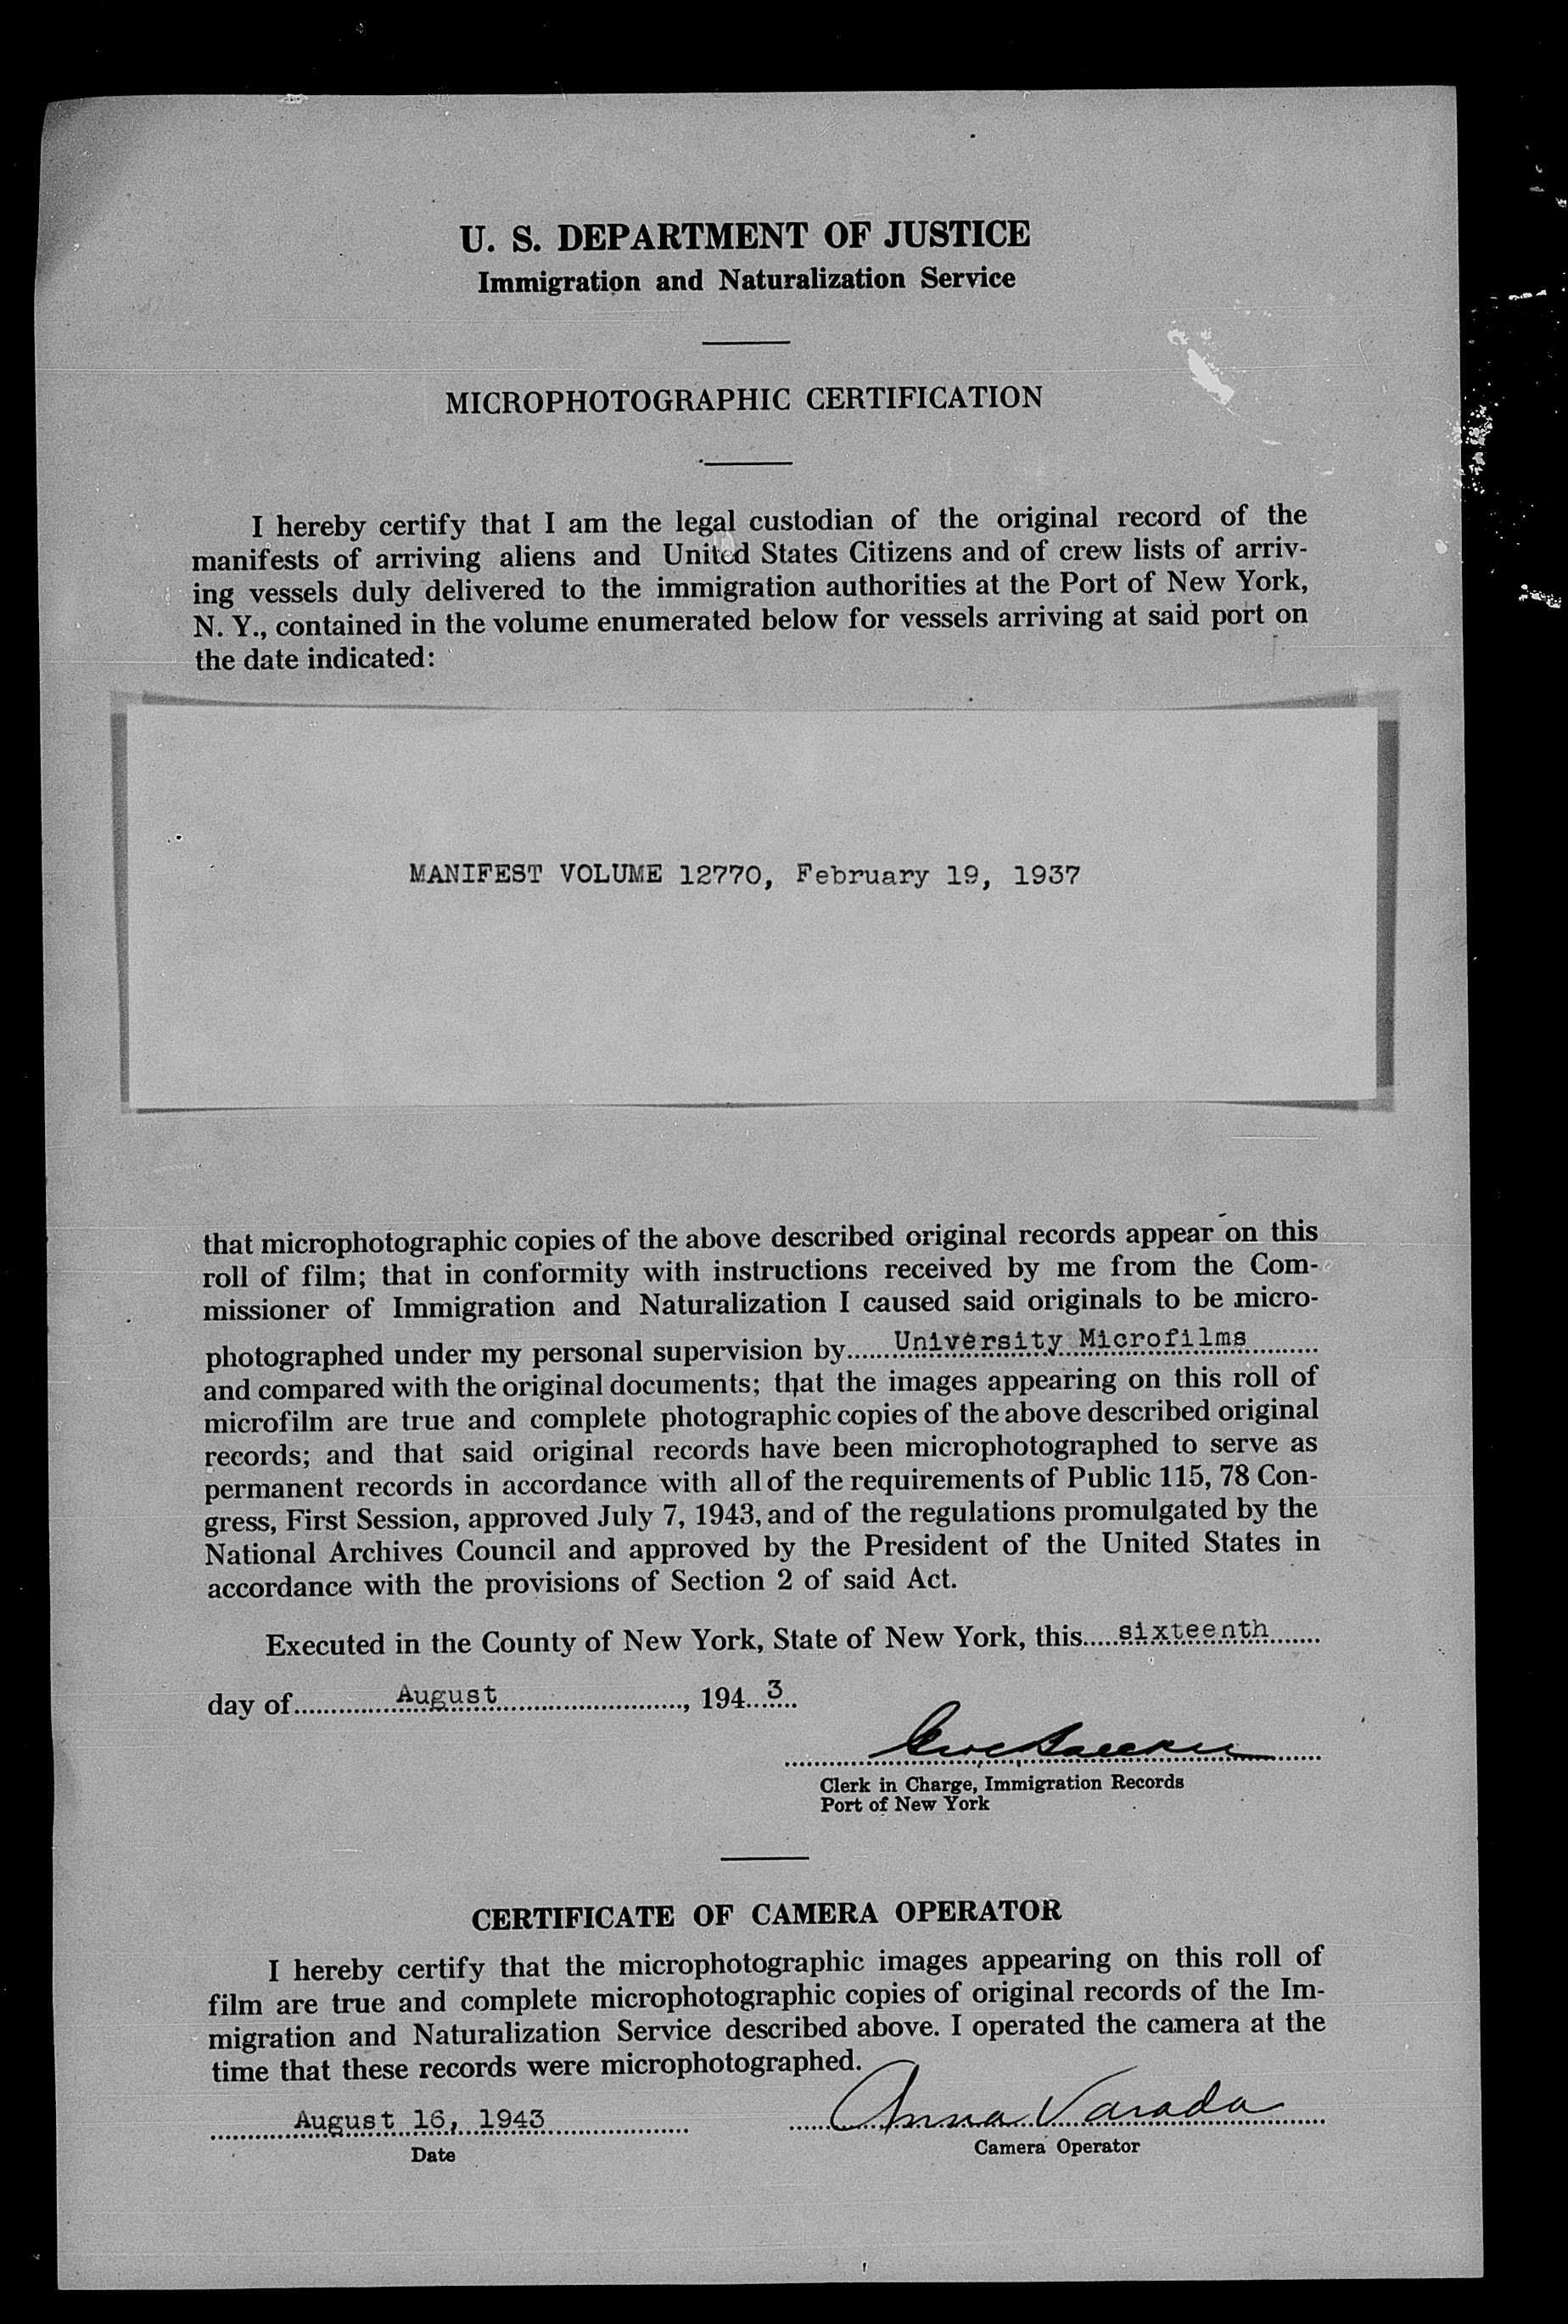 U. S. DEPARTMENT OF JUSTICE
Immigration and Naturalization Service
MICROPHOTOGRAPHIC CERTIFICATION
I hereby certify that I am the legal custodian of the original record of the
manifests of arriving aliens and United States Citizens and of crew lists of arriv-
ing vessels duly delivered to the immigration authorities at the Port of New York,
N. Y., contained in the volume enumerated below for vessels arriving at said port on
the date indicated:
MANIFEST VOLUME 12770, February 19, 1937
that microphotographic copies of the above described original records appear on this
roll of film; that in conformity with instructions received by me from the Com-
missioner of Immigration and Naturalization I caused said originals to be micro-
photographed under my personal supervision by......University Microfilms..........
and compared with the original documents; that the images appearing on this roll of
microfilm are true and complete photographic copies of the above described original
records; and that said original records have been microphotographed to serve as
permanent records in accordance with all of the requirements of Public 115, 78 Con-
gress, First Session, approved July 7, 1943, and of the regulations promulgated by the
National Archives Council and approved by the President of the United States in
accordance with the provisions of Section 2 of said Act.
Executed in the County of New York, State of New York, this.....sixteenth.......
day of..............August.........................., 194...3...
Clerk in Charge, Immigration Records
Port of New York
CERTIFICATE OF CAMERA OPERATOR
I hereby certify that the microphotographic images appearing on this roll of
film are true and complete microphotographic copies of original records of the Im-
migration and Naturalization Service described above. I operated the camera at the
time that these records were microphotographed.
August 16, 1943 Anna Varada
Date Camera Operator